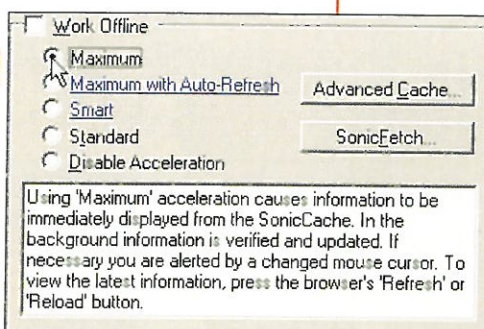 Work Offline
Maximum
Maximum with Auto-Refresh
Advanced Cache...
Smart
Standard
SonicFetch...
Disable Acceleration
Using 'Maximum' acceleration causes information to be
immediately displayed from the SonicCache. In the
background information is verified and updated. If
necessary you are alerted by a changed mouse cursor. To
view the latest information, press the browser's 'Refresh' or
'Reload' button.